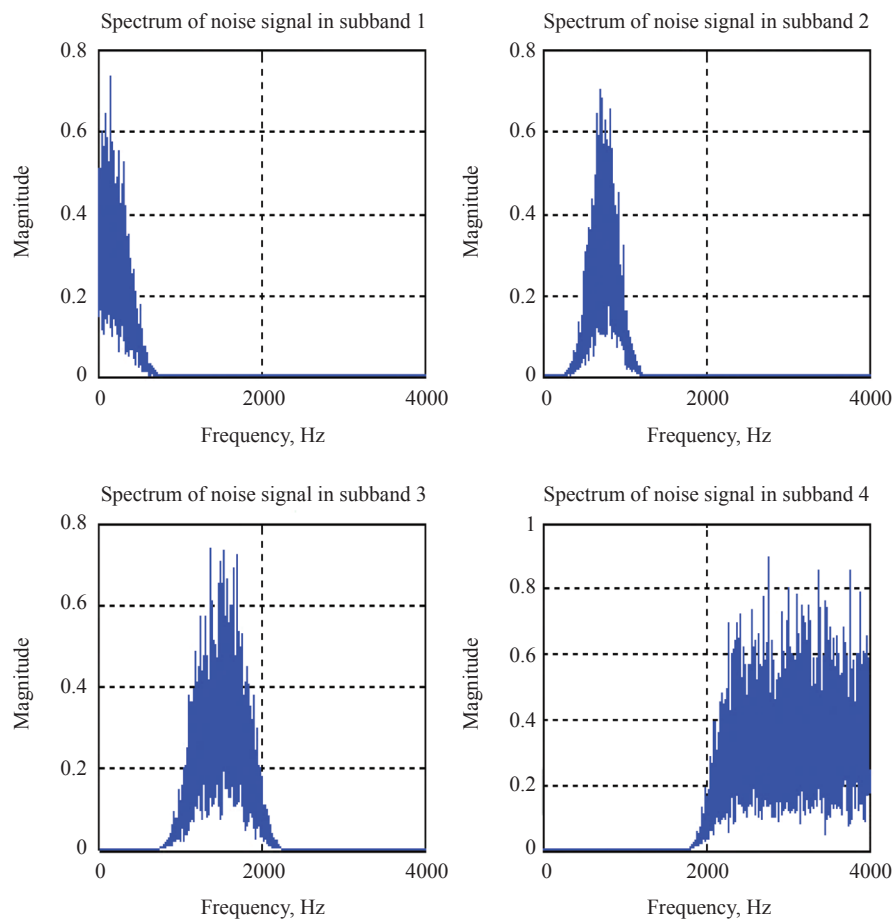 Spectrum of noise signal in subband 1
0.8
0.6
0.4
0.2
0
Magnitude
0 2000 4000
Frequency, Hz
Spectrum of noise signal in subband 2
0.8
0.6
0.4
0.2
0
Magnitude
0 2000 4000
Frequency, Hz
Spectrum of noise signal in subband 3
0.8
0.6
0.4
0.2
0
Magnitude
0 2000 4000
Frequency, Hz
Spectrum of noise signal in subband 4
1
0.8
0.6
0.4
0.2
0
Magnitude
0 2000 4000
Frequency, Hz